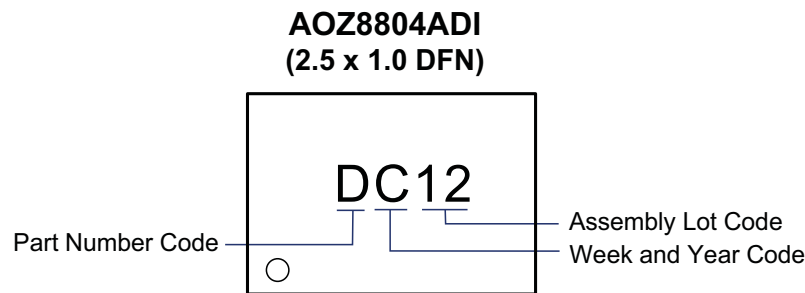 AOZ8804ADI
(2.5 x 1.0 DFN)
DC12
Part Number Code
Assembly Lot Code
Week and Year Code